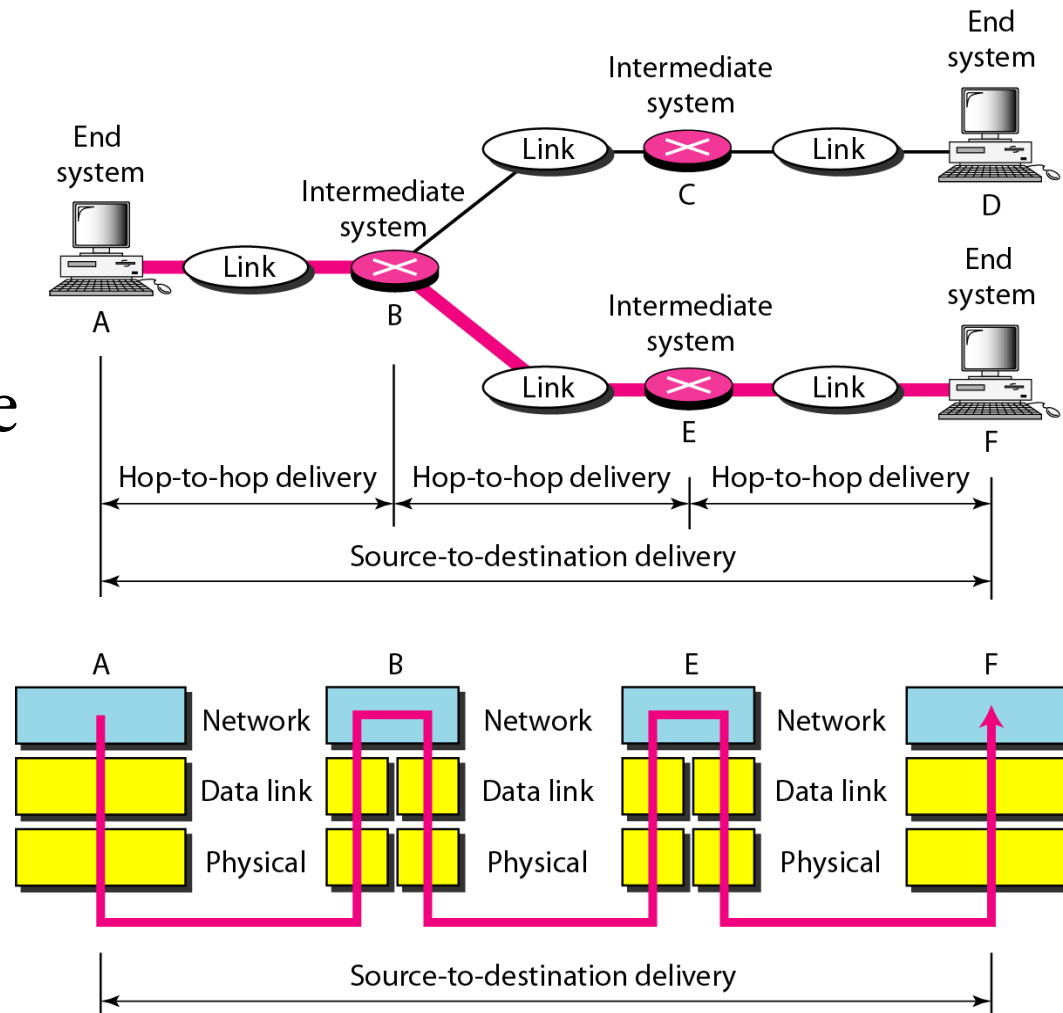 End
system
Intermediate
system
End
system
Link
Link
C
D
Intermediate
system
Link
A
B
End
system
Intermediate
system
Link
Link
E
F
e
Hop-to-hop delivery
Hop-to-hop delivery
Hop-to-hop delivery
Source-to-destination delivery
A
B
E
F
Network
Network
Network
Data link
Data link
Data link
Physical
Physical
Physical
Source-to-destination delivery